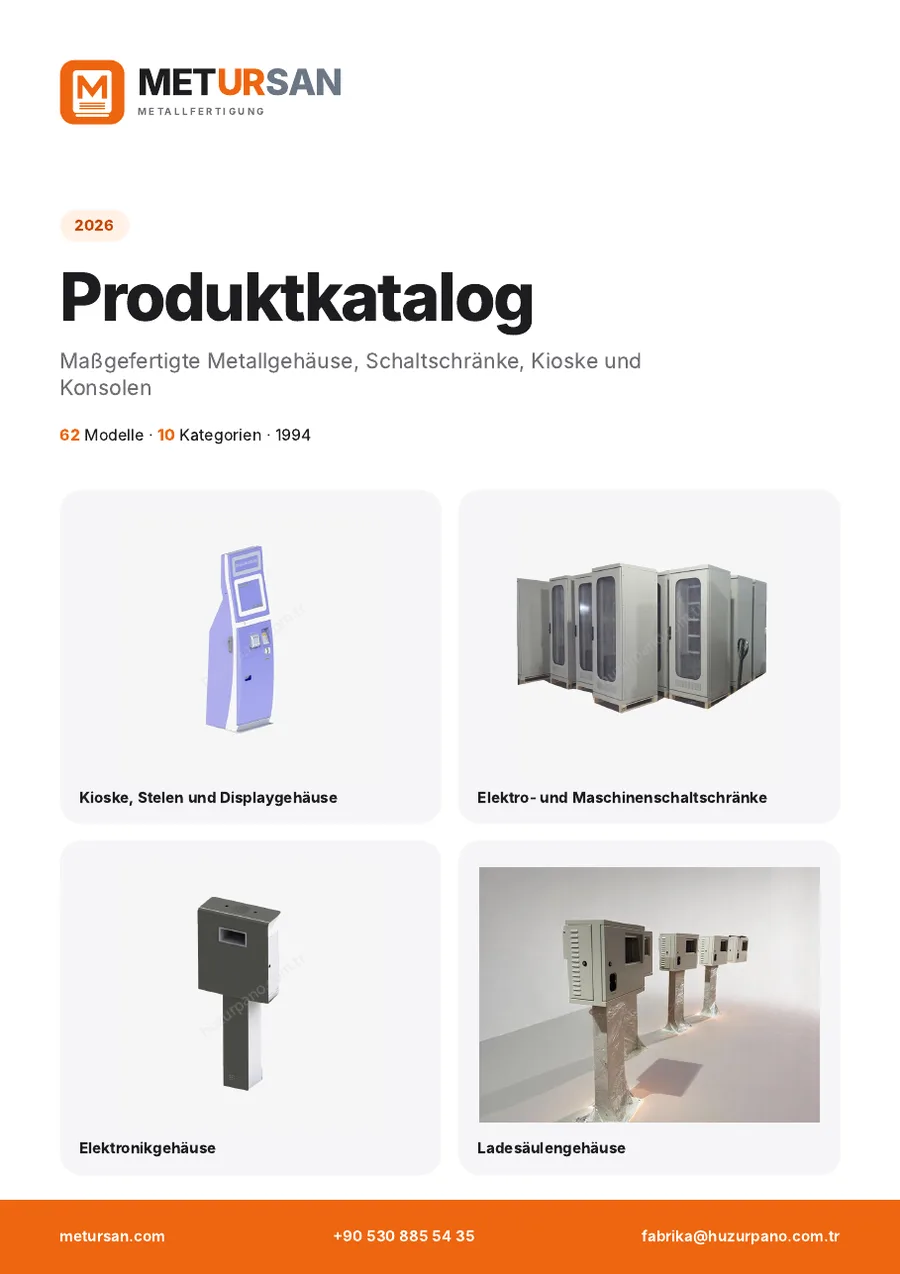 METURSAN
METALLFERTIGUNG
2026
Produktkatalog
Maßgefertigte Metallgehäuse, Schaltschränke, Kioske und
Konsolen
62 Modelle · 10 Kategorien · 1994
Kioske, Stelen und Displaygehäuse
Elektro- und Maschinenschaltschränke
Elektronikgehäuse
Ladesäulengehäuse
metursan.com
+90 530 885 54 35
fabrika@huzurpano.com.tr